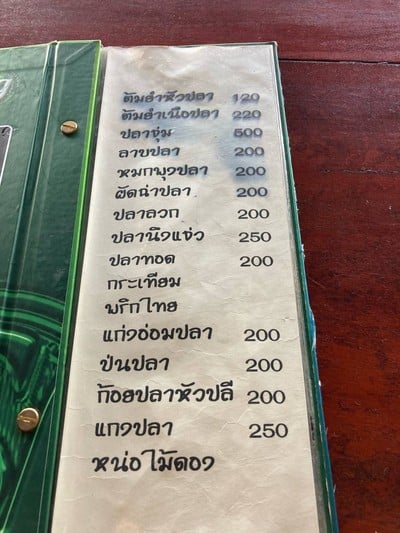 ต้มยำหัวปลา 120
ต้มยำเนื้อปลา 220
ปลาจุ่ม 500
ลาบปลา 200
หมกพุงปลา 200
ผัดฉ่าปลา 200
ปลาลวก 200
ปลานึ่งแจ่ว 250
ปลาทอด 200
กระเทียม
พริกไทย
แก่งอ่อมปลา 200
ป่นปลา 200
ก้อยปลาหัวปลี 200
แกงปลา 250
หน่อไม้ดอง